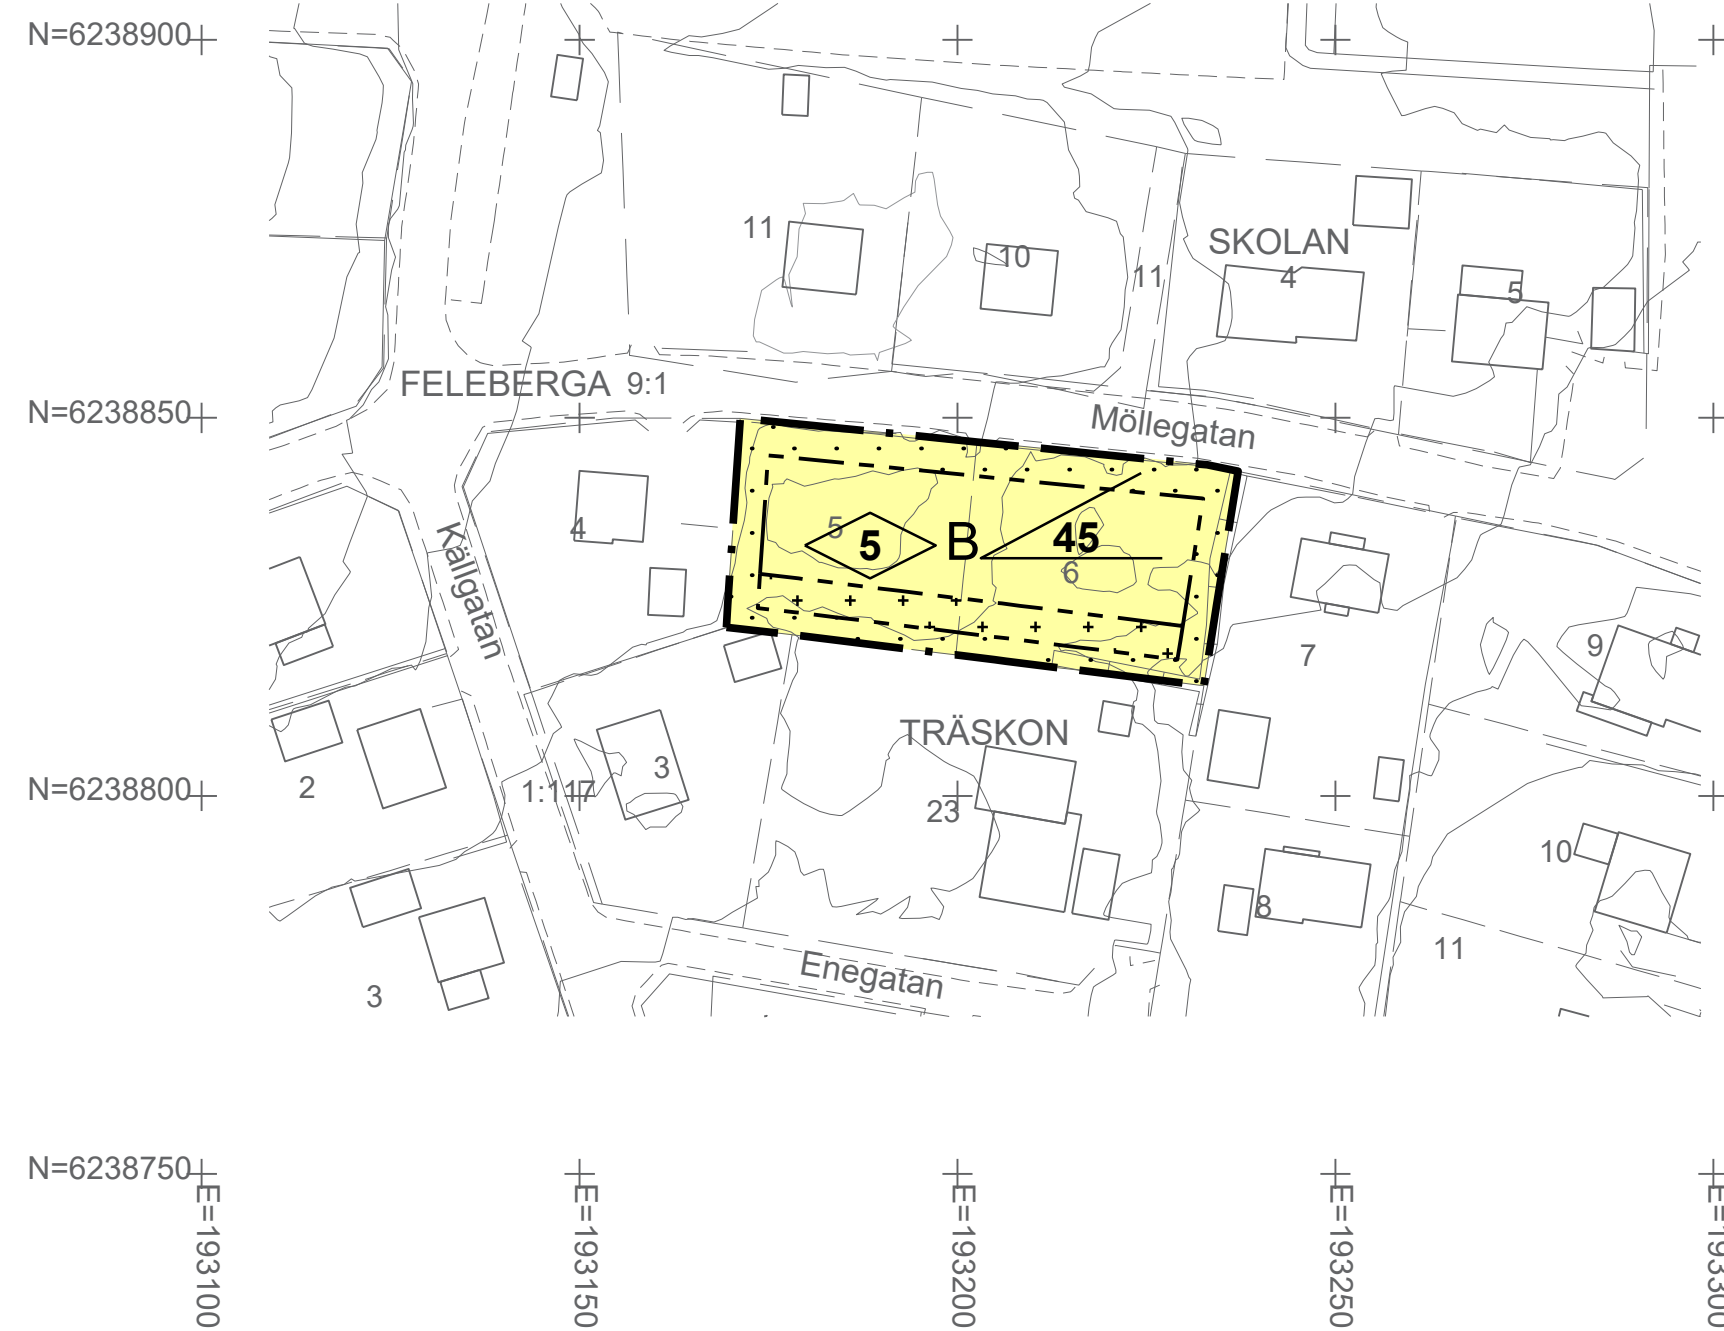 N=6238900
11
SKOLAN
10
11
4
5
FELEBERGA 9:1
N=6238850
Möllegatan
4
5
5
B
45
6
Källgatan
7
9
TRÄSKON
3
2
1:117
N=6238800
23
10
8
11
Enegatan
3
N=6238750
E=193100
E=193150
E=193200
E=193250
E=193300